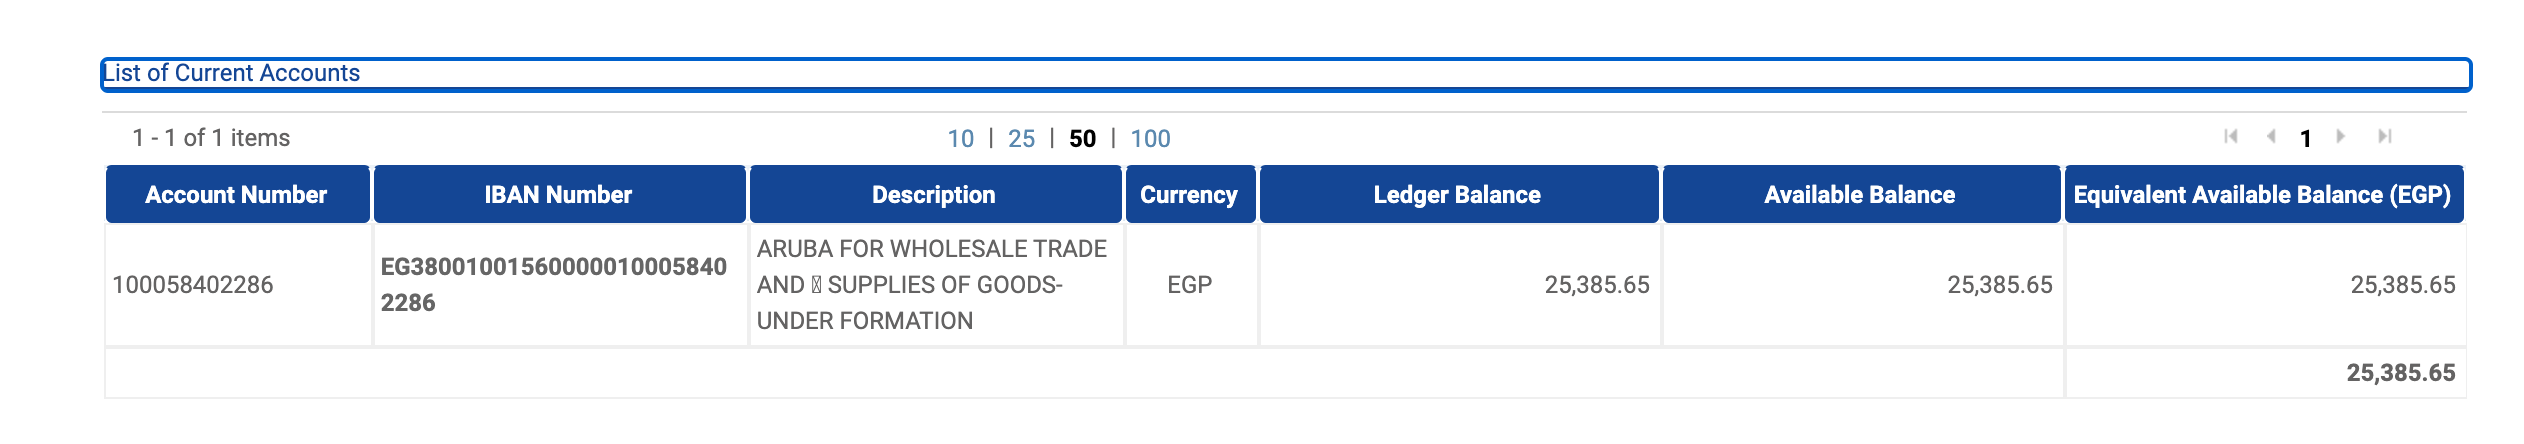 List of Current Accounts
1 - 1 of 1 items
10 | 25 | 50 | 100
1
Account Number
IBAN Number
Description
Currency
Ledger Balance
Available Balance
Equivalent Available Balance (EGP)
100058402286
EG38001001560000010005840
2286
ARUBA FOR WHOLESALE TRADE
AND SUPPLIES OF GOODS-
UNDER FORMATION
EGP
25,385.65
25,385.65
25,385.65
25,385.65